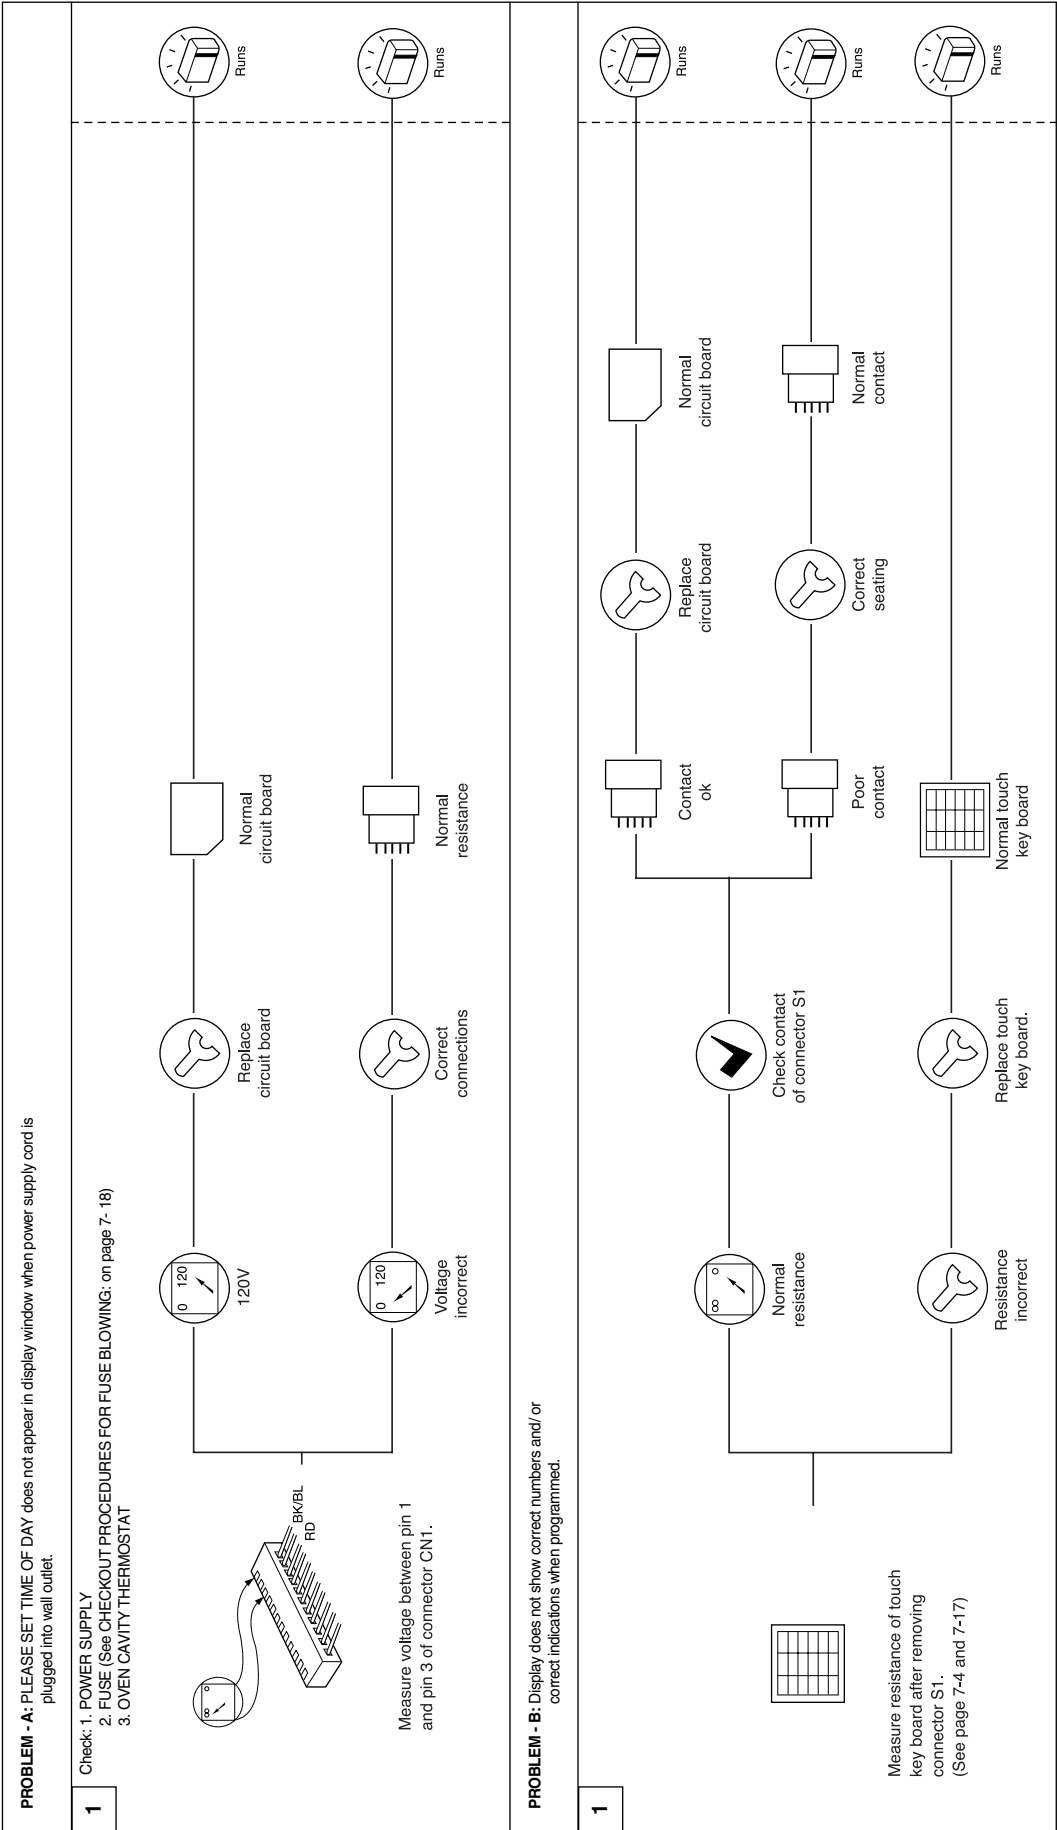 PROBLEM - A: PLEASE SET TIME OF DAY does not appear in display window when power supply cord is
plugged into wall outlet.
1
Check: 1. POWER SUPPLY
2. FUSE (See CHECKOUT PROCEDURES FOR FUSE BLOWING: on page 7- 18)
3. OVEN CAVITY THERMOSTAT
∞ 0
BK/BL
RD
Measure voltage between pin 1
and pin 3 of connector CN1.
0 120
120V
Replace
circuit board
Normal
circuit board
Runs
0 120
Voltage
incorrect
Correct
connections
Normal
resistance
Runs
PROBLEM - B: Display does not show correct numbers and/ or
correct indications when programmed.
1
Measure resistance of touch
key board after removing
connector S1.
(See page 7-4 and 7-17)
∞ 0
Normal
resistance
Check contact
of connector S1
Contact
ok
Replace
circuit board
Normal
circuit board
Runs
Poor
contact
Correct
seating
Normal
contact
Runs
Resistance
incorrect
Replace touch
key board.
Normal touch
key board
Runs